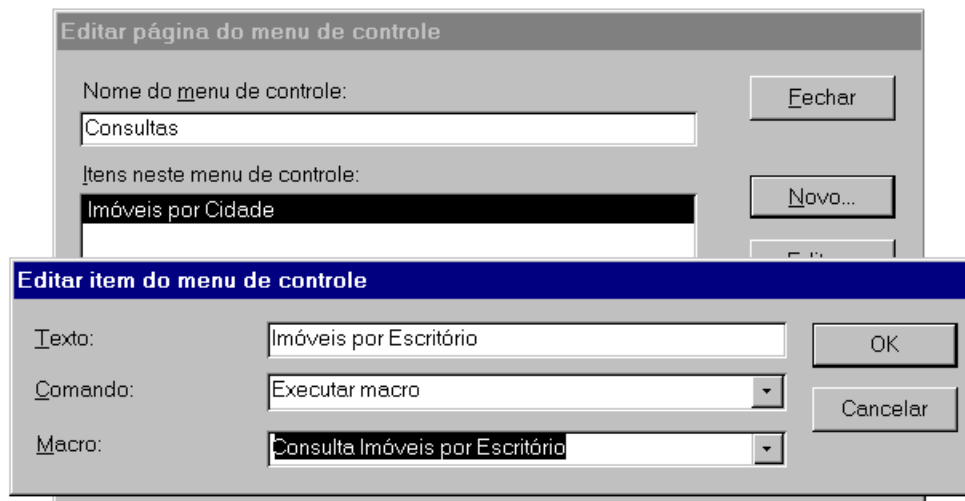 Editar página do menu de controle
Nome do menu de controle:
Fechar
Consultas
Itens neste menu de controle:
Novo...
Imóveis por Cidade
Editar item do menu de controle
Texto:
Imóveis por Escritório
OK
Comando:
Executar macro
Cancelar
Macro:
Consulta Imóveis por Escritório